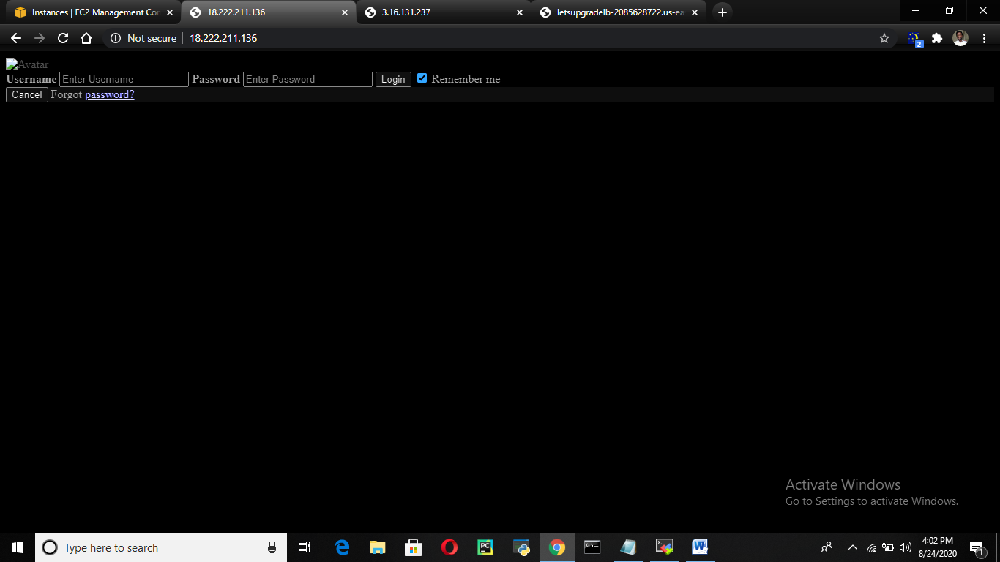 Instances | EC2 Management Con
18.222.211.136
3.16.131.237
letsupgradelb-2085628722.us-ea
Not secure | 18.222.211.136
2
Avatar
Username Enter Username Password Enter Password Login Remember me
Cancel Forgot password?
Activate Windows
Go to Settings to activate Windows.
Type here to search
4:02 PM
8/24/2020
1